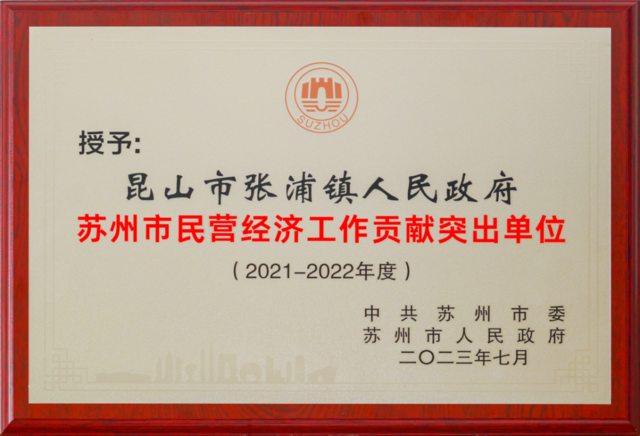 SUZHOU
授予:
昆山市张浦镇人民政府
苏州市民营经济工作贡献突出单位
（2021-2022年度）
中共苏州市委
苏州市人民政府
二〇二三年七月